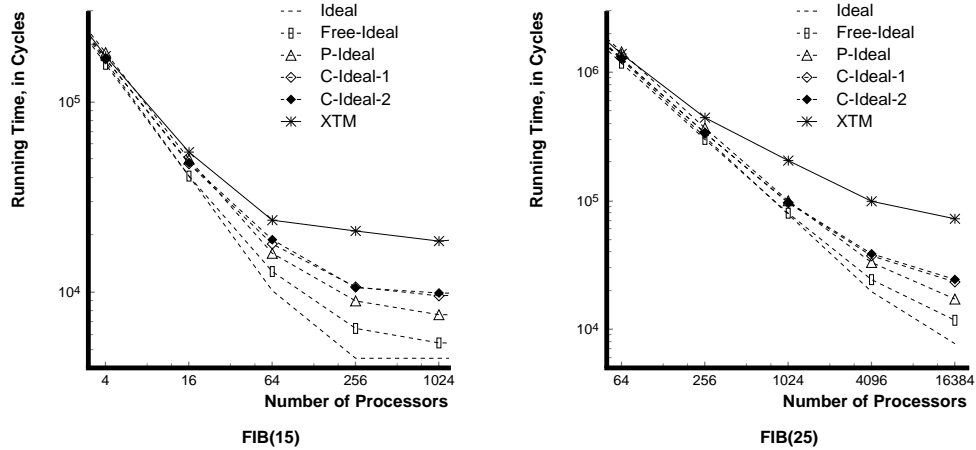 Running Time, in Cycles
10^5
10^4
Ideal
Free-Ideal
P-Ideal
C-Ideal-1
C-Ideal-2
XTM
4 16 64 256 1024
Number of Processors
FIB(15)
Running Time, in Cycles
10^6
10^5
10^4
Ideal
Free-Ideal
P-Ideal
C-Ideal-1
C-Ideal-2
XTM
64 256 1024 4096 16384
Number of Processors
FIB(25)